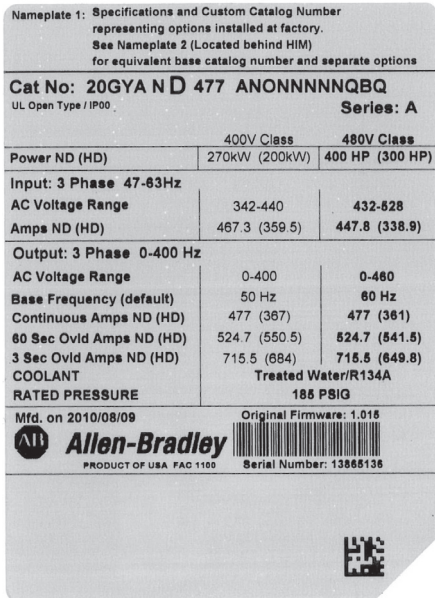 Nameplate 1: Specifications and Custom Catalog Number
representing options installed at factory.
See Nameplate 2 (Located behind HIM)
for equivalent base catalog number and separate options
Cat No: 20GYA N D 477 ANONNNNNQBQ
UL Open Type / IP00
Series: A
400V Class 480V Class
Power ND (HD) 270kW (200kW) 400 HP (300 HP)
Input: 3 Phase 47-63Hz
AC Voltage Range 342-440 432-528
Amps ND (HD) 467.3 (359.5) 447.8 (338.9)
Output: 3 Phase 0-400 Hz
AC Voltage Range 0-400 0-460
Base Frequency (default) 50 Hz 60 Hz
Continuous Amps ND (HD) 477 (367) 477 (361)
60 Sec Ovld Amps ND (HD) 524.7 (550.5) 524.7 (541.5)
3 Sec Ovld Amps ND (HD) 715.5 (684) 715.5 (649.8)
COOLANT Treated Water/R134A
RATED PRESSURE 185 PSIG
Mfd. on 2010/08/09 Original Firmware: 1.015
AB Allen-Bradley
PRODUCT OF USA FAC 1100 Serial Number: 13865136